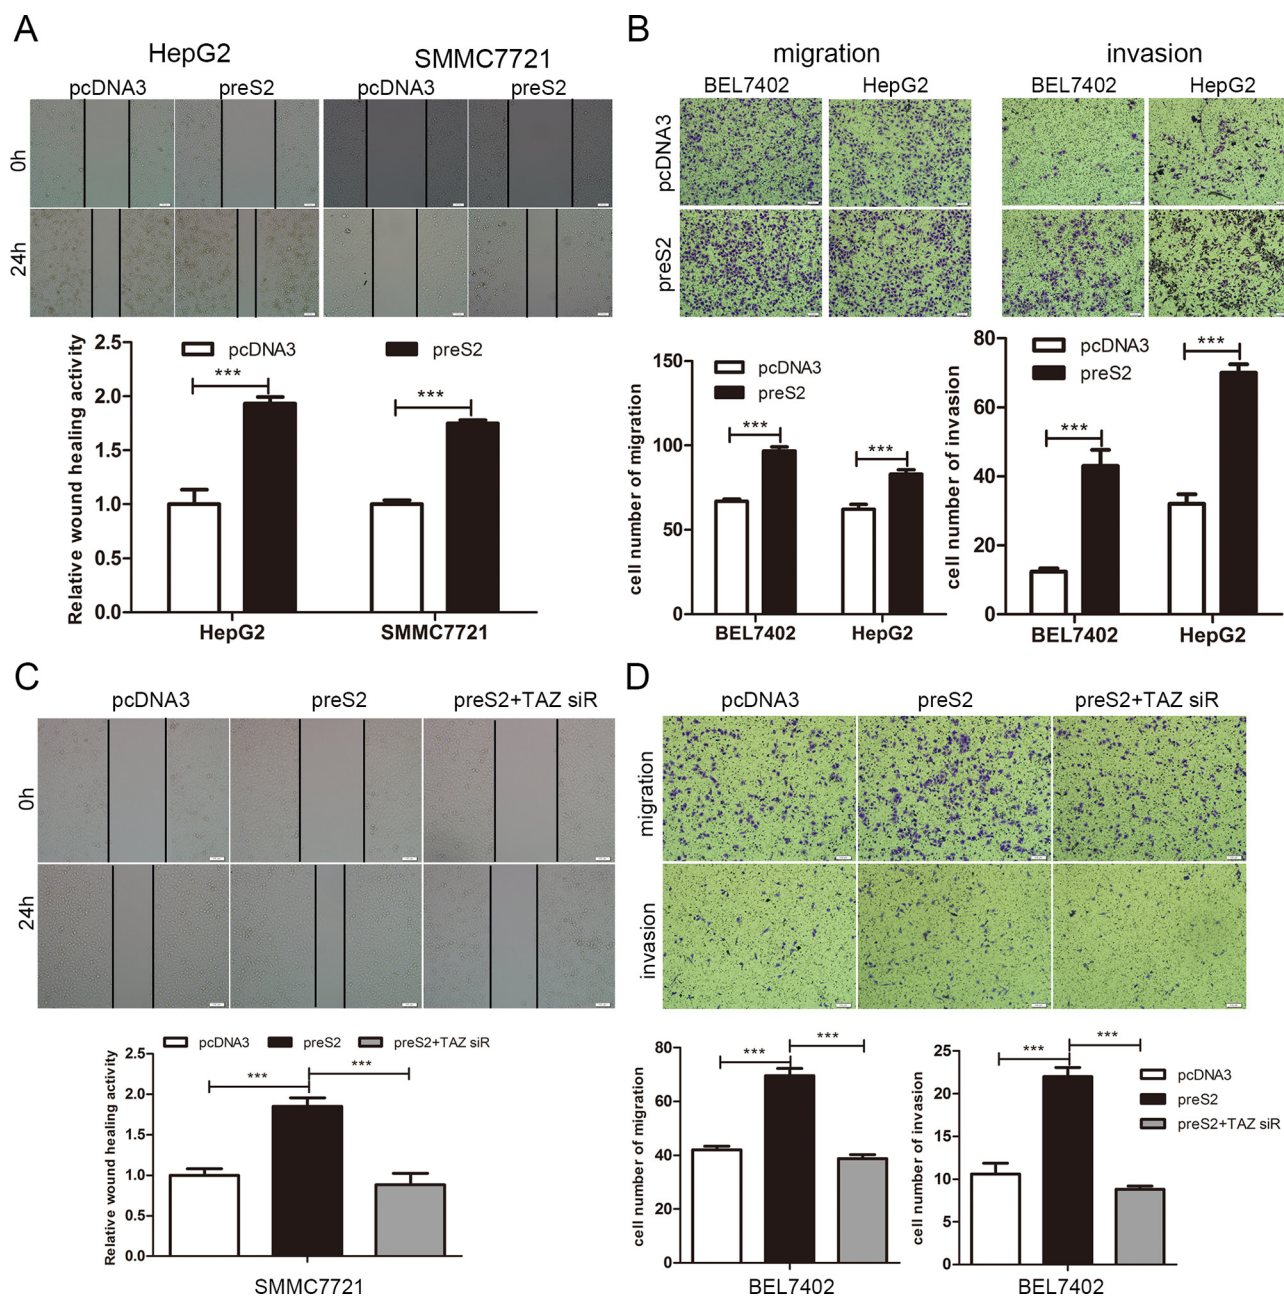 A
HepG2 SMMC7721
pcDNA3 preS2 pcDNA3 preS2
0h
24h
2.5
2.0
1.5
1.0
0.5
0.0
Relative wound healing activity
pcDNA3 preS2
*** ***
HepG2 SMMC7721
B
migration invasion
BEL7402 HepG2 BEL7402 HepG2
pcDNA3
preS2
150
100
50
0
cell number of migration
pcDNA3
preS2
*** ***
BEL7402 HepG2
80
60
40
20
0
cell number of invasion
pcDNA3
preS2
*** ***
BEL7402 HepG2
C
pcDNA3 preS2 preS2+TAZ siR
0h
24h
pcDNA3 preS2 preS2+TAZ siR
2.5
2.0
1.5
1.0
0.5
0.0
Relative wound healing activity
*** ***
SMMC7721
D
pcDNA3 preS2 preS2+TAZ siR
migration
invasion
80
60
40
20
0
cell number of migration
*** ***
BEL7402
25
20
15
10
5
0
cell number of invasion
*** ***
pcDNA3
preS2
preS2+TAZ siR
BEL7402